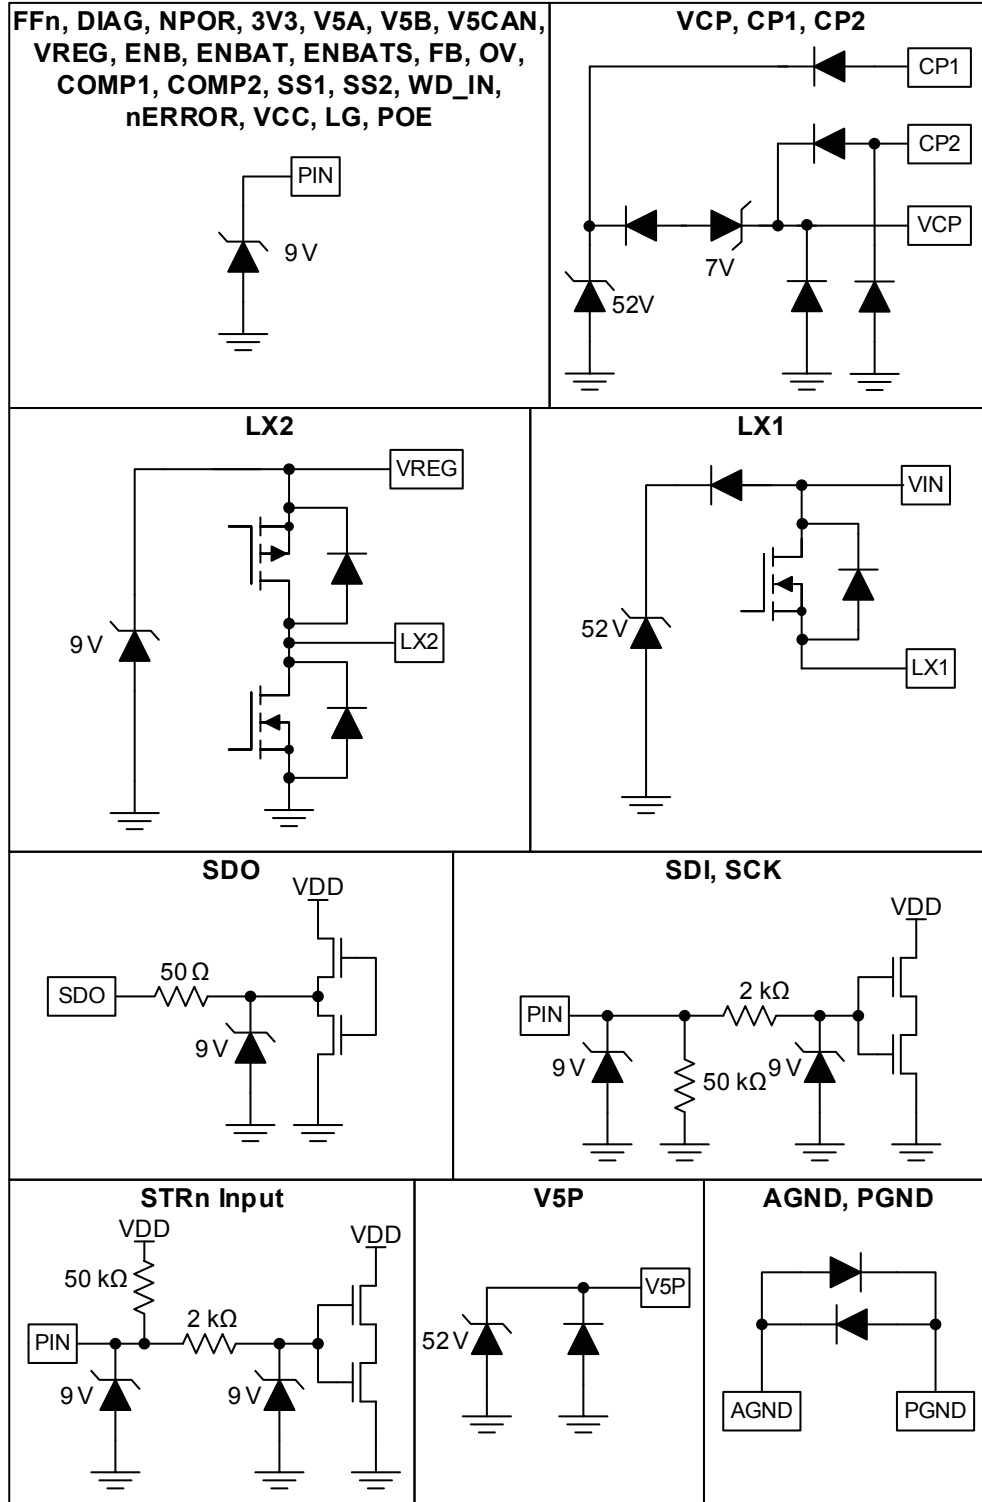 FFn, DIAG, NPOR, 3V3, V5A, V5B, V5CAN,
VREG, ENB, ENBAT, ENBATS, FB, OV,
COMP1, COMP2, SS1, SS2, WD_IN,
nERROR, VCC, LG, POE
PIN
9 V
VCP, CP1, CP2
CP1
CP2
VCP
7V
52V
LX2
VREG
9 V
LX2
LX1
VIN
52 V
LX1
SDO
VDD
50 Ω
SDO
9 V
SDI, SCK
VDD
2 kΩ
PIN
9 V
50 kΩ
9 V
STRn Input
VDD
VDD
50 kΩ
2 kΩ
PIN
9 V
9 V
V5P
V5P
52 V
AGND, PGND
AGND
PGND